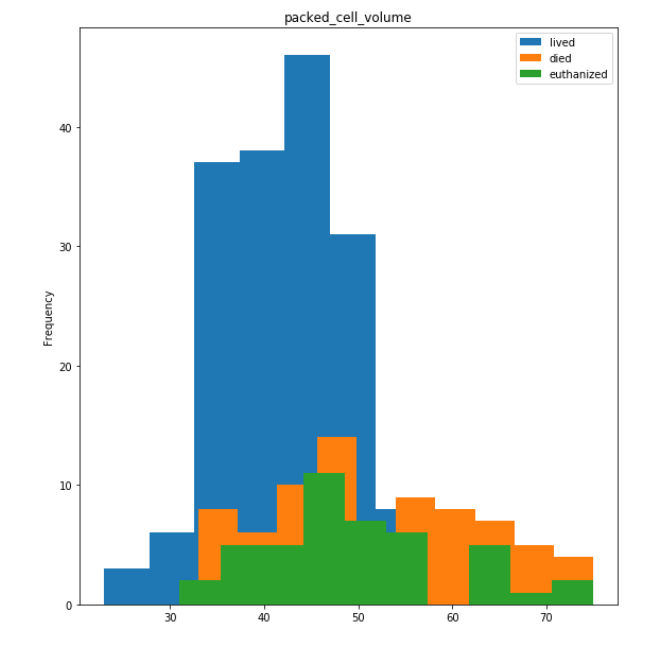 packed_cell_volume
lived
died
euthanized
Frequency
40
30
20
10
0
30 40 50 60 70